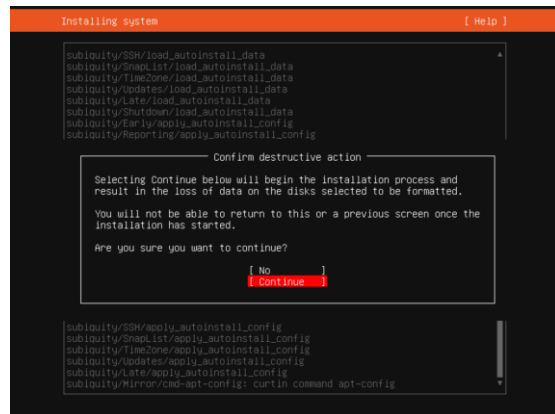 Installing system [ Help ]
subiquity/SSH/load_autoinstall_data
subiquity/SnapList/load_autoinstall_data
subiquity/TimeZone/load_autoinstall_data
subiquity/Updates/load_autoinstall_data
subiquity/Late/load_autoinstall_data
subiquity/Shutdown/load_autoinstall_data
subiquity/Early/apply_autoinstall_config
subiquity/Reporting/apply_autoinstall_config
Confirm destructive action
Selecting Continue below will begin the installation process and
result in the loss of data on the disks selected to be formatted.
You will not be able to return to this or a previous screen once the
installation has started.
Are you sure you want to continue?
[ No ]
[ Continue ]
subiquity/SSH/apply_autoinstall_config
subiquity/SnapList/apply_autoinstall_config
subiquity/TimeZone/apply_autoinstall_config
subiquity/Updates/apply_autoinstall_config
subiquity/Late/apply_autoinstall_config
subiquity/Mirror/cmd-apt-config: curtin command apt-config